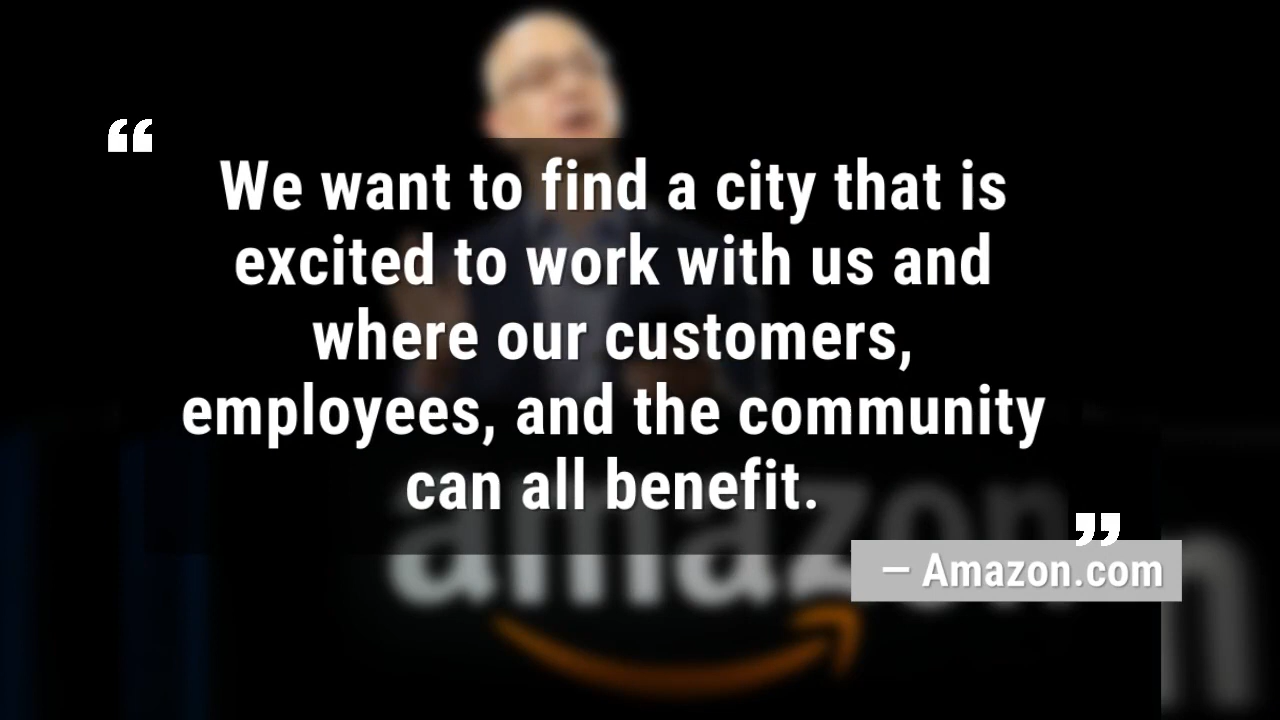 “
We want to find a city that is
excited to work with us and
where our customers,
employees, and the community
can all benefit.
”
– Amazon.com
amazon
n